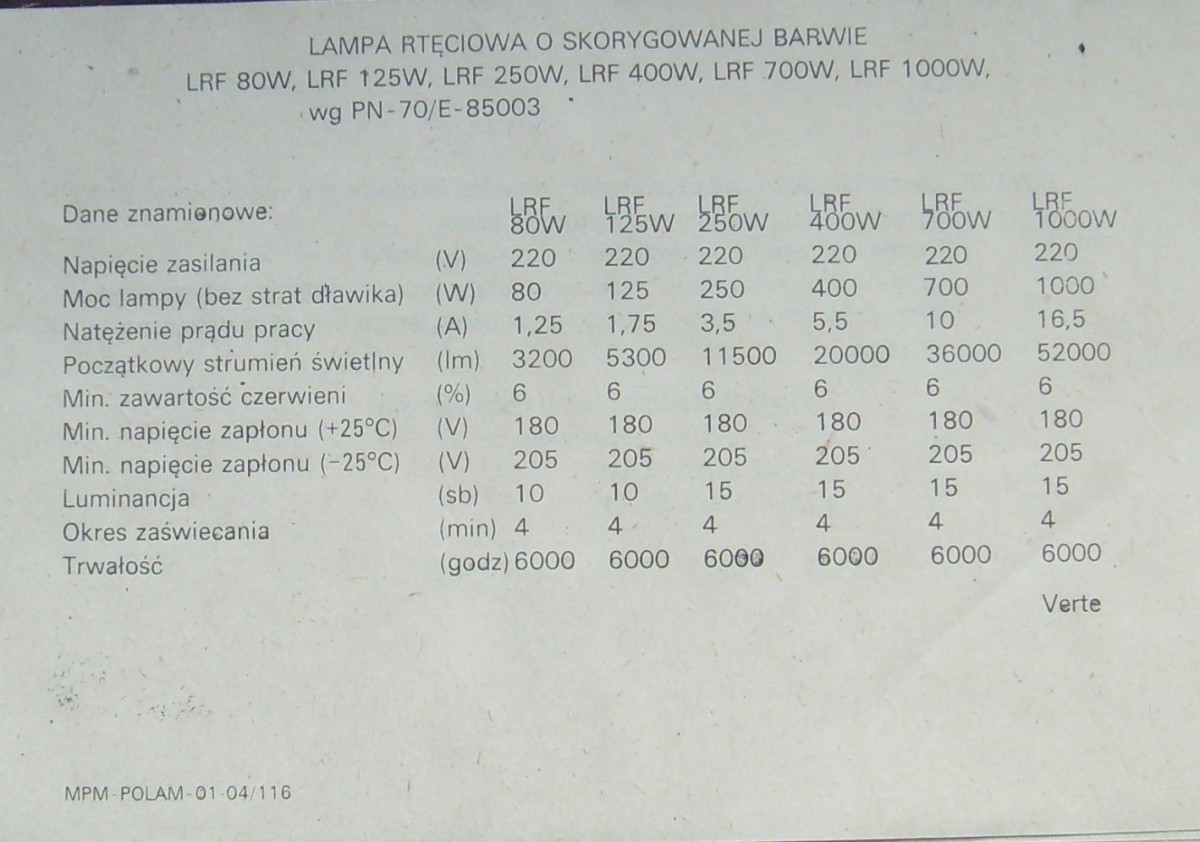 LAMPA RTĘCIOWA O SKORYGOWANEJ BARWIE
LRF 80W, LRF 125W, LRF 250W, LRF 400W, LRF 700W, LRF 1000W,
wg PN-70/E-85003
Dane znamionowe: LRF 80W LRF 125W LRF 250W LRF 400W LRF 700W LRF 1000W
Napięcie zasilania (V) 220 220 220 220 220 220
Moc lampy (bez strat dławika) (W) 80 125 250 400 700 1000
Natężenie prądu pracy (A) 1,25 1,75 3,5 5,5 10 16,5
Początkowy strumień świetlny (lm) 3200 5300 11500 20000 36000 52000
Min. zawartość czerwieni (%) 6 6 6 6 6 6
Min. napięcie zapłonu (+25°C) (V) 180 180 180 180 180 180
Min. napięcie zapłonu (-25°C) (V) 205 205 205 205 205 205
Luminancja (sb) 10 10 15 15 15 15
Okres zaświecania (min) 4 4 4 4 4 4
Trwałość (godz) 6000 6000 6000 6000 6000 6000
Verte
MPM-POLAM-01-04/116